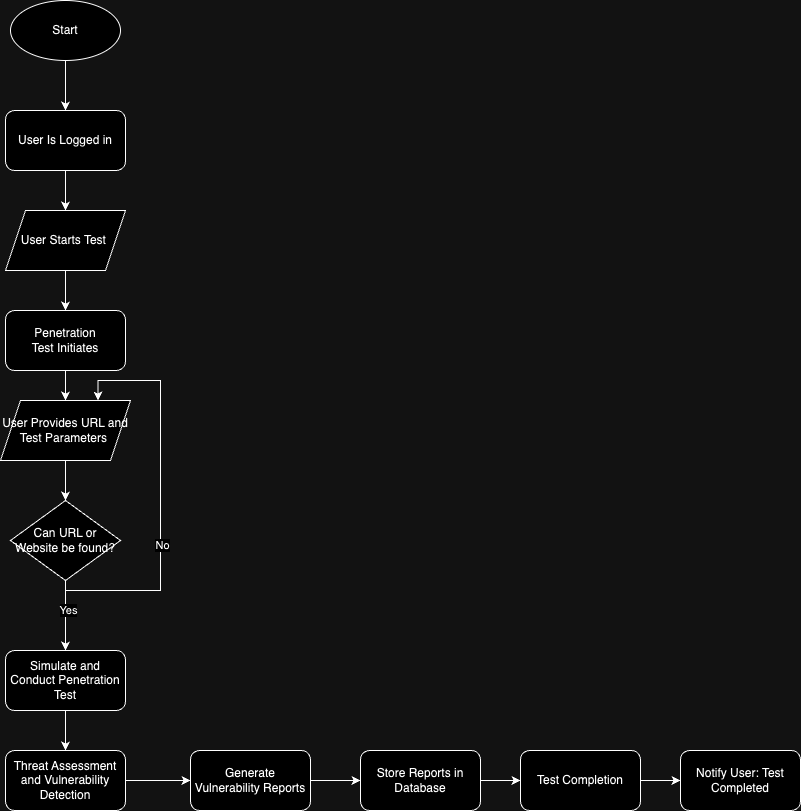 Start
User Is Logged in
User Starts Test
Penetration
Test Initiates
User Provides URL and
Test Parameters
Can URL or
Website be found?
No
Yes
Simulate and
Conduct Penetration
Test
Threat Assessment
and Vulnerability
Detection
Generate
Vulnerability Reports
Store Reports in
Database
Test Completion
Notify User: Test
Completed